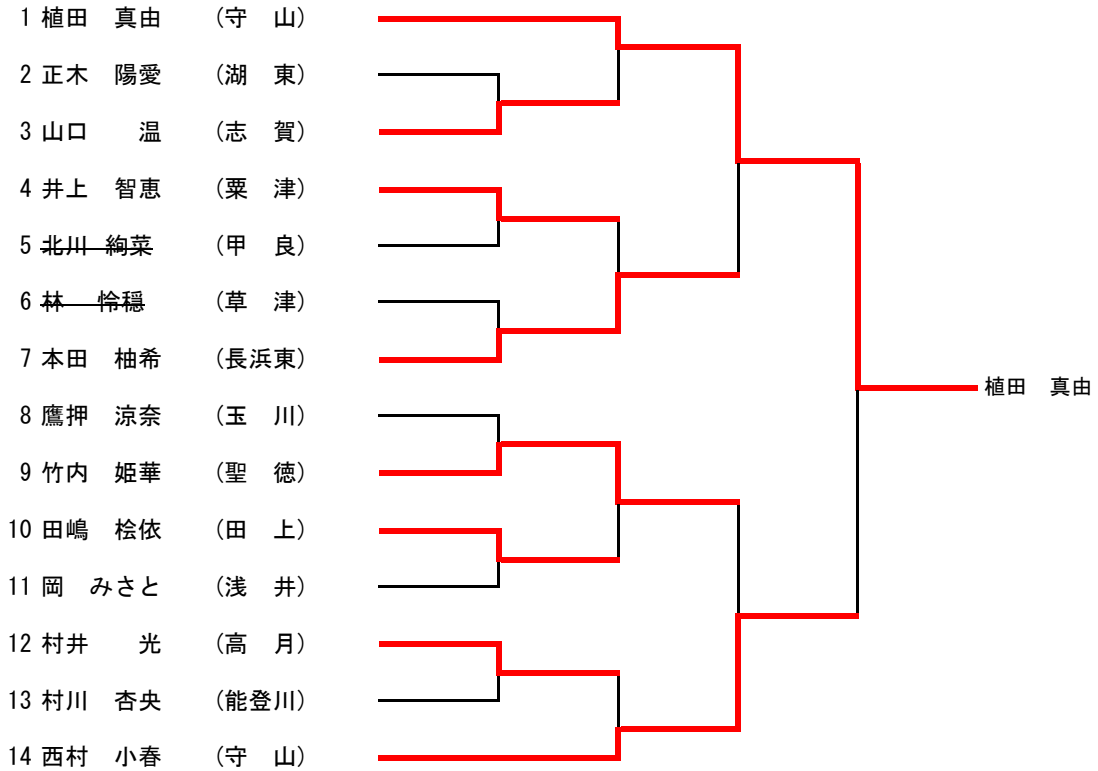 1 植田　真由　（守　山）
2 正木　陽愛　（湖　東）
3 山口　　温　（志　賀）
4 井上　智恵　（粟　津）
5 北川 絢菜　（甲　良）
6 林　怜穏　（草　津）
7 本田　柚希　（長浜東）
植田　真由
8 鷹押　涼奈　（玉　川）
9 竹内　姫華　（聖　徳）
10 田嶋　桧依　（田　上）
11 岡　みさと　（浅　井）
12 村井　　光　（高　月）
13 村川　杏央　（能登川）
14 西村　小春　（守　山）